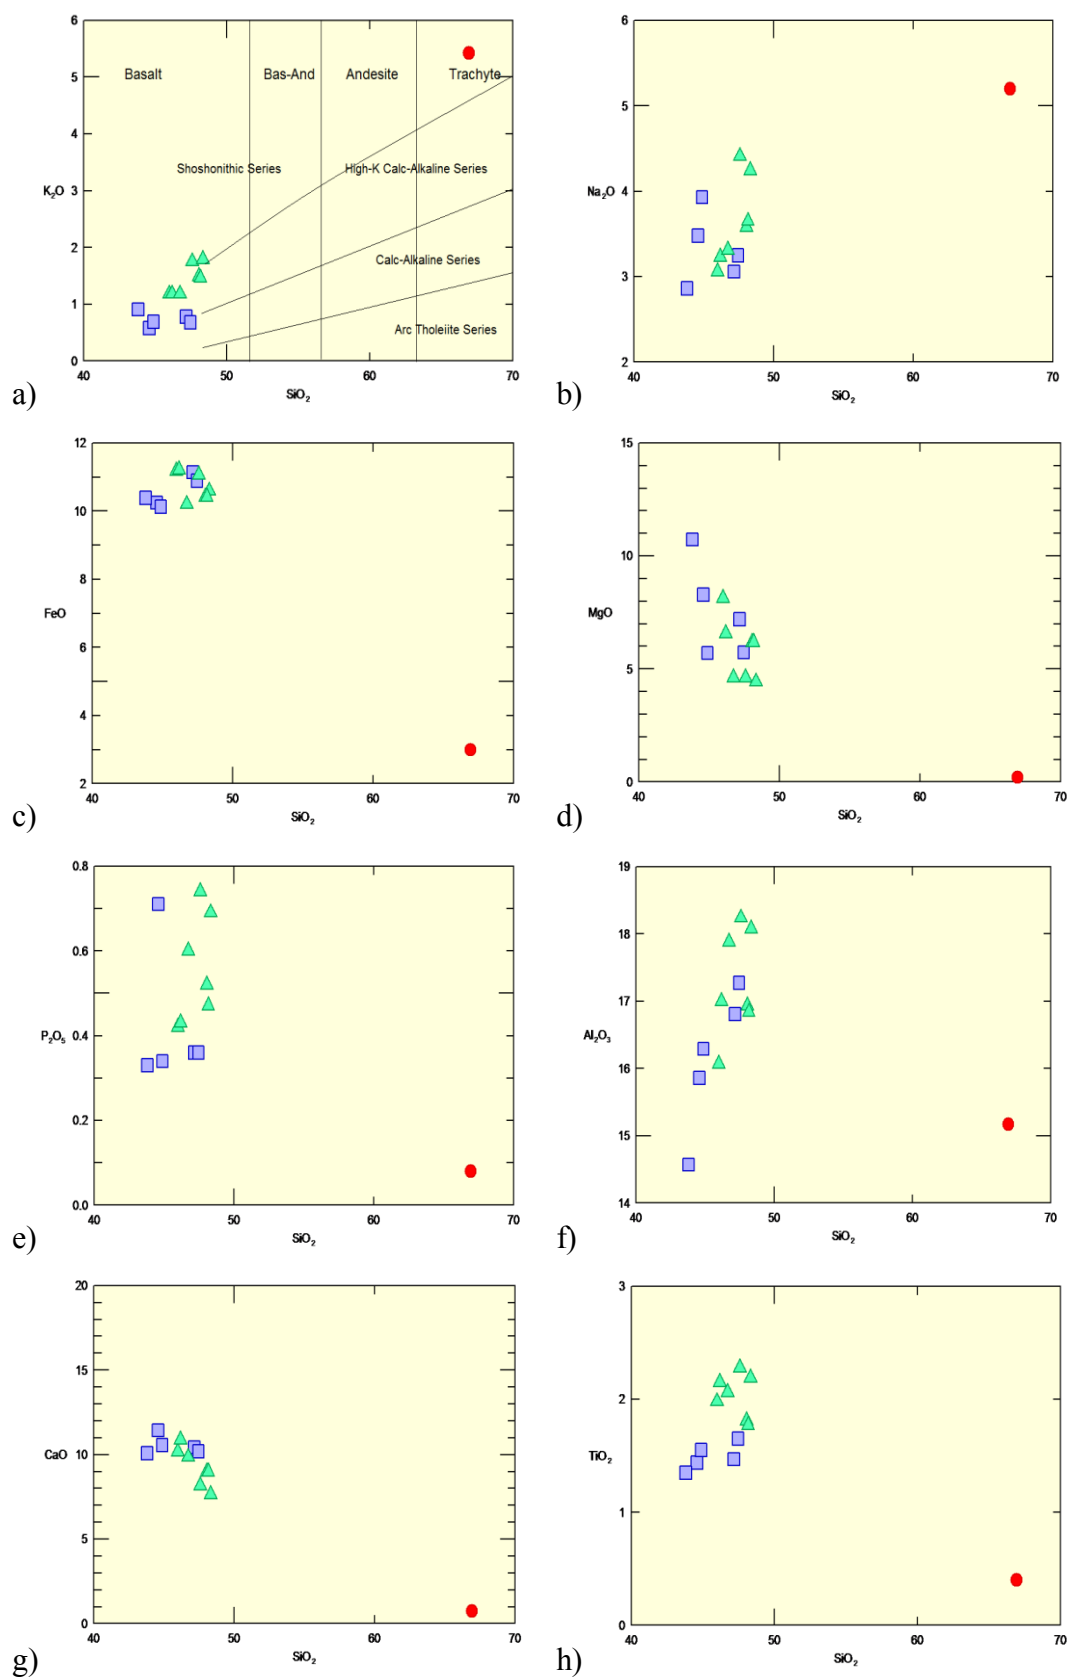 6
5
4
3
2
1
0
K₂O
Basalt
Bas-And
Andesite
Trachyte
Shoshonithic Series
High-K Calc-Alkaline Series
Calc-Alkaline Series
Arc Tholeiite Series
40
50
60
70
SiO₂
a)
6
5
4
3
2
Na₂O
40
50
60
70
SiO₂
b)
12
10
8
6
4
2
FeO
40
50
60
70
SiO₂
c)
15
10
5
0
MgO
40
50
60
70
SiO₂
d)
0.8
0.6
0.4
0.2
0.0
P₂O₅
40
50
60
70
SiO₂
e)
19
18
17
16
15
14
Al₂O₃
40
50
60
70
SiO₂
f)
20
15
10
5
0
CaO
40
50
60
70
SiO₂
g)
3
2
1
0
TiO₂
40
50
60
70
SiO₂
h)